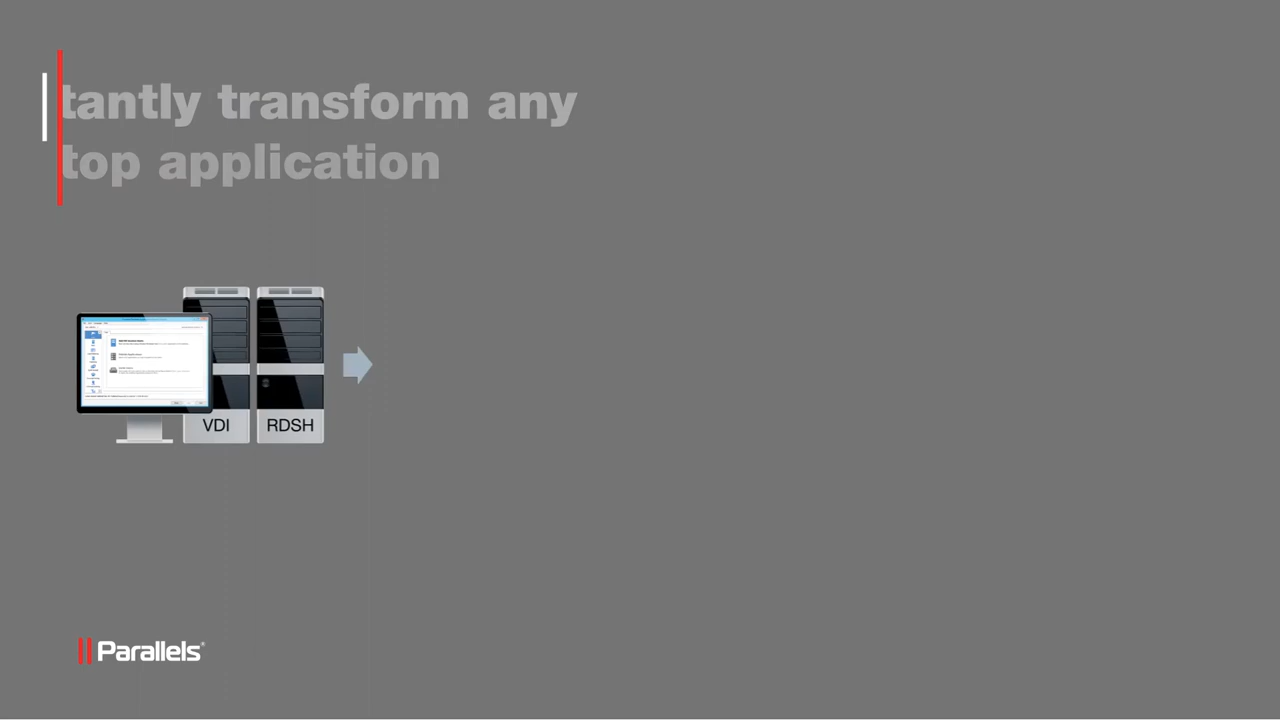 tantly transform any
top application
VDI
RDSH
Parallels®